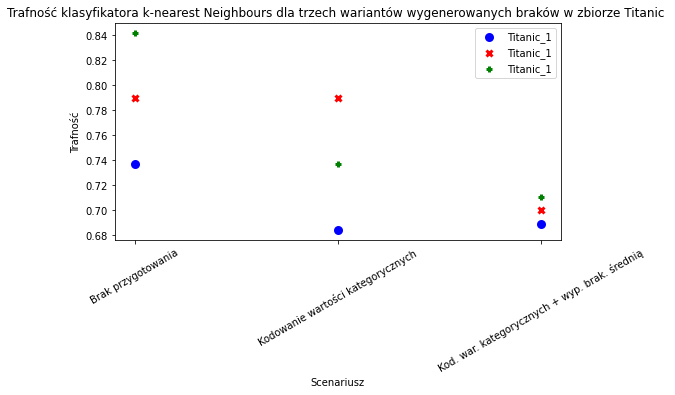 Trafność klasyfikatora k-nearest Neighbours dla trzech wariantów wygenerowanych braków w zbiorze Titanic
0.84
0.82
0.80
0.78
0.76
0.74
0.72
0.70
0.68
Trafność
Titanic_1
Titanic_1
Titanic_1
Brak przygotowania
Kodowanie wartości kategorycznych
Kod. war. kategorycznych + wyp. brak. średnią
Scenariusz